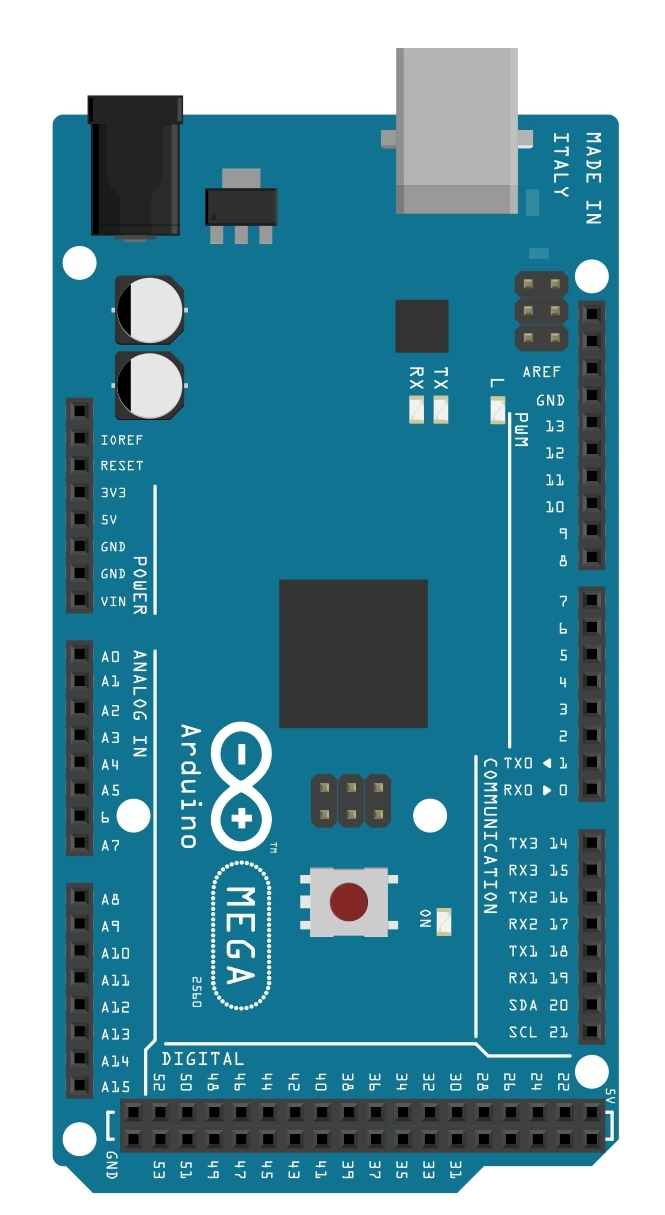 MADE IN
ITALY
RX
TX
L
PWM
AREF
GND
13
12
11
10
9
8
7
6
5
4
3
2
TX0 ◀ 1
RX0 ▶ 0
IOREF
RESET
3V3
5V
GND
GND
VIN
POWER
ANALOG IN
A0
A1
A2
A3
A4
A5
6
A7
A8
A9
A10
A11
A12
A13
A14
A15
Arduino
TM
MEGA
2560
ON
COMMUNICATION
TX3 14
RX3 15
TX2 16
RX2 17
TX1 18
RX1 19
SDA 20
SCL 21
DIGITAL
52 50 48 46 44 42 40 38 36 34 32 30 28 26 24 22
5V
GND
53 51 49 47 45 43 41 39 37 35 33 31